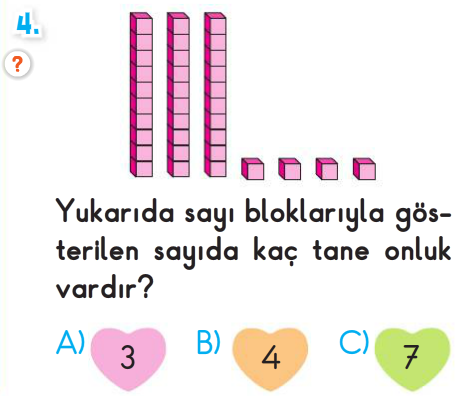 4.
?
Yukarıda sayı bloklarıyla gös-
terilen sayıda kaç tane onluk
vardır?
A) 3 B) 4 C) 7